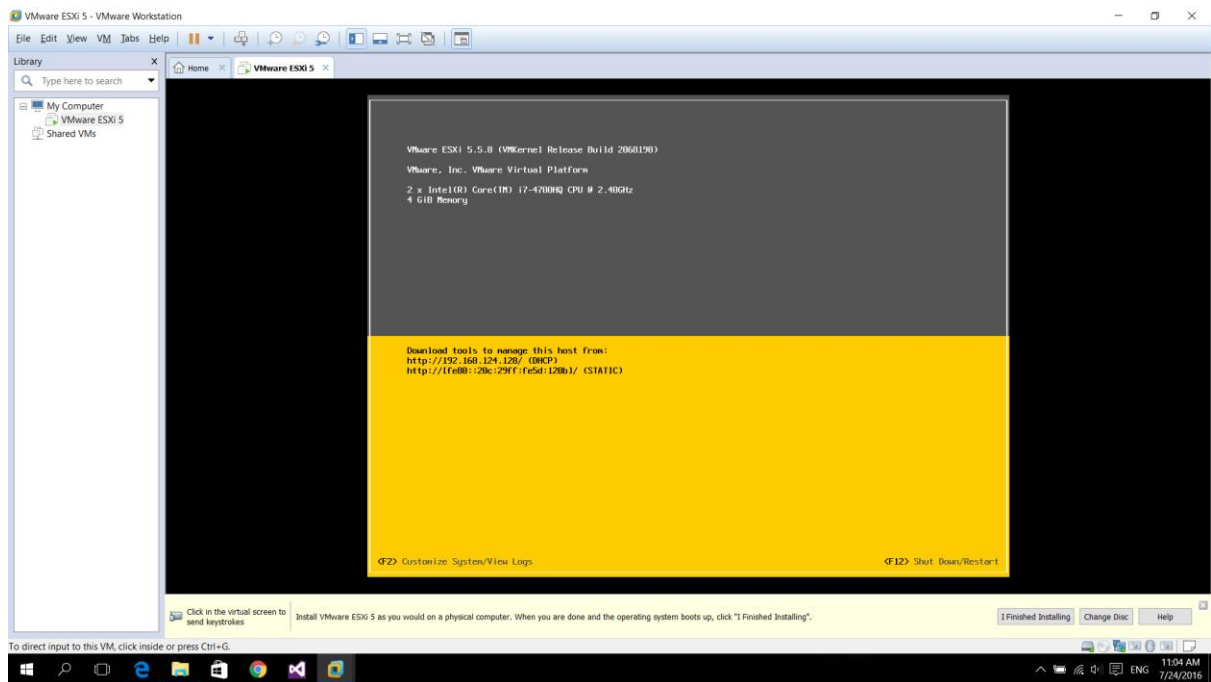 VMware ESXi 5 - VMware Workstation
File Edit View VM Tabs Help
Library x
Home × VMware ESXi 5 ×
Type here to search
My Computer
VMware ESXi 5
Shared VMs
VMware ESXi 5.5.0 (VMKernel Release Build 2068190)
VMware, Inc. VMware Virtual Platform
2 x Intel(R) Core(TM) i7-4700HQ CPU @ 2.40GHz
4 GiB Memory
Download tools to manage this host from:
http://192.168.124.128/ (DHCP)
http://[fe80::20c:29ff:fe5d:128b]/ (STATIC)
<F2> Customize System/View Logs <F12> Shut Down/Restart
Click in the virtual screen to
send keystrokes
Install VMware ESXi 5 as you would on a physical computer. When you are done and the operating system boots up, click "I Finished Installing".
I Finished Installing Change Disc Help
To direct input to this VM, click inside or press Ctrl+G.
ENG
11:04 AM
7/24/2016